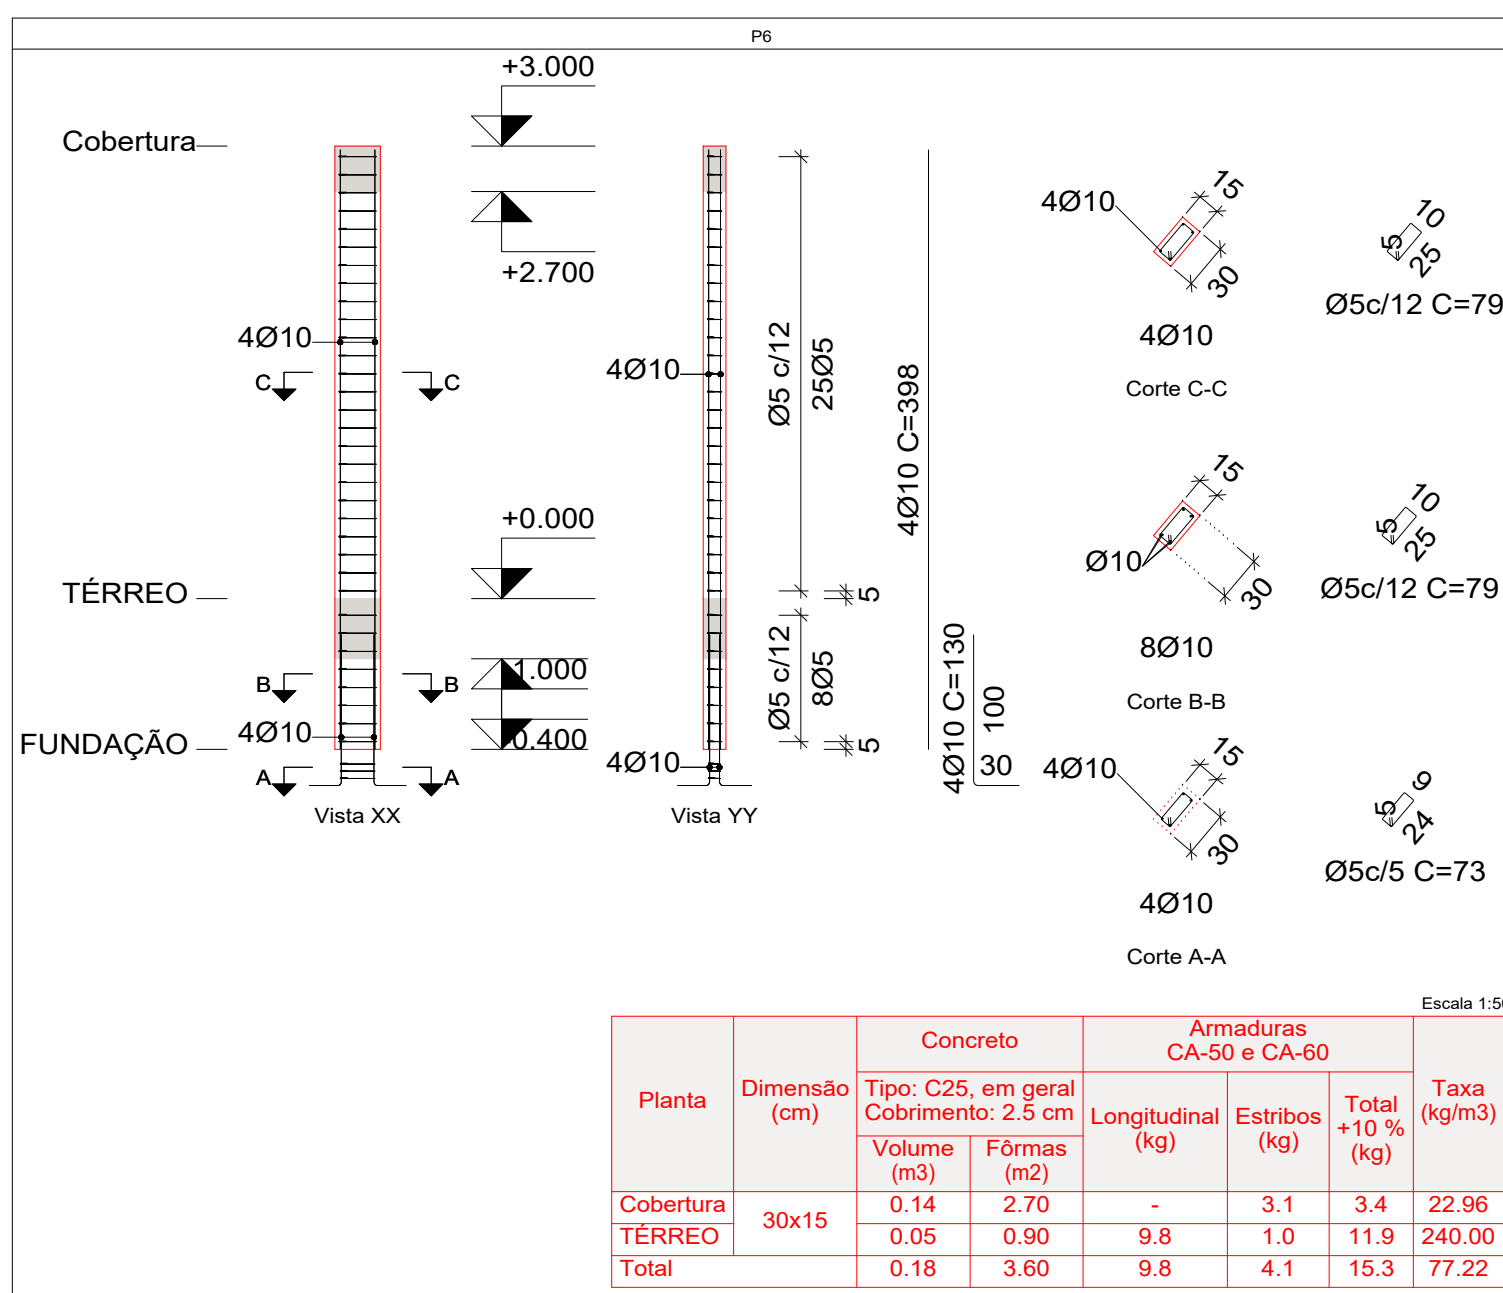 P6
+3.000
Cobertura
+2.700
4Ø10
C C
4Ø10
Ø5 c/12
25Ø5
4Ø10 C=398
+0.000
TÉRREO
5
Ø5 c/12
8Ø5
1.000
B B
4Ø10
FUNDAÇÃO
0.400
5
4Ø10
A A
4Ø10 C=130
100
30
Vista XX
Vista YY
4Ø10
15
30
4Ø10
Corte C-C
10
5
25
Ø5c/12 C=79
Ø10
15
30
8Ø10
Corte B-B
10
5
25
Ø5c/12 C=79
4Ø10
15
30
4Ø10
Corte A-A
9
5
24
Ø5c/5 C=73
Escala 1:50
Planta
Dimensão
(cm)
Concreto
Tipo: C25, em geral
Cobrimento: 2.5 cm
Volume
(m3)
Fôrmas
(m2)
Armaduras
CA-50 e CA-60
Longitudinal
(kg)
Estribos
(kg)
Total
+10 %
(kg)
Taxa
(kg/m3)
Cobertura 30x15 0.14 2.70 - 3.1 3.4 22.96
TÉRREO 0.05 0.90 9.8 1.0 11.9 240.00
Total 0.18 3.60 9.8 4.1 15.3 77.22